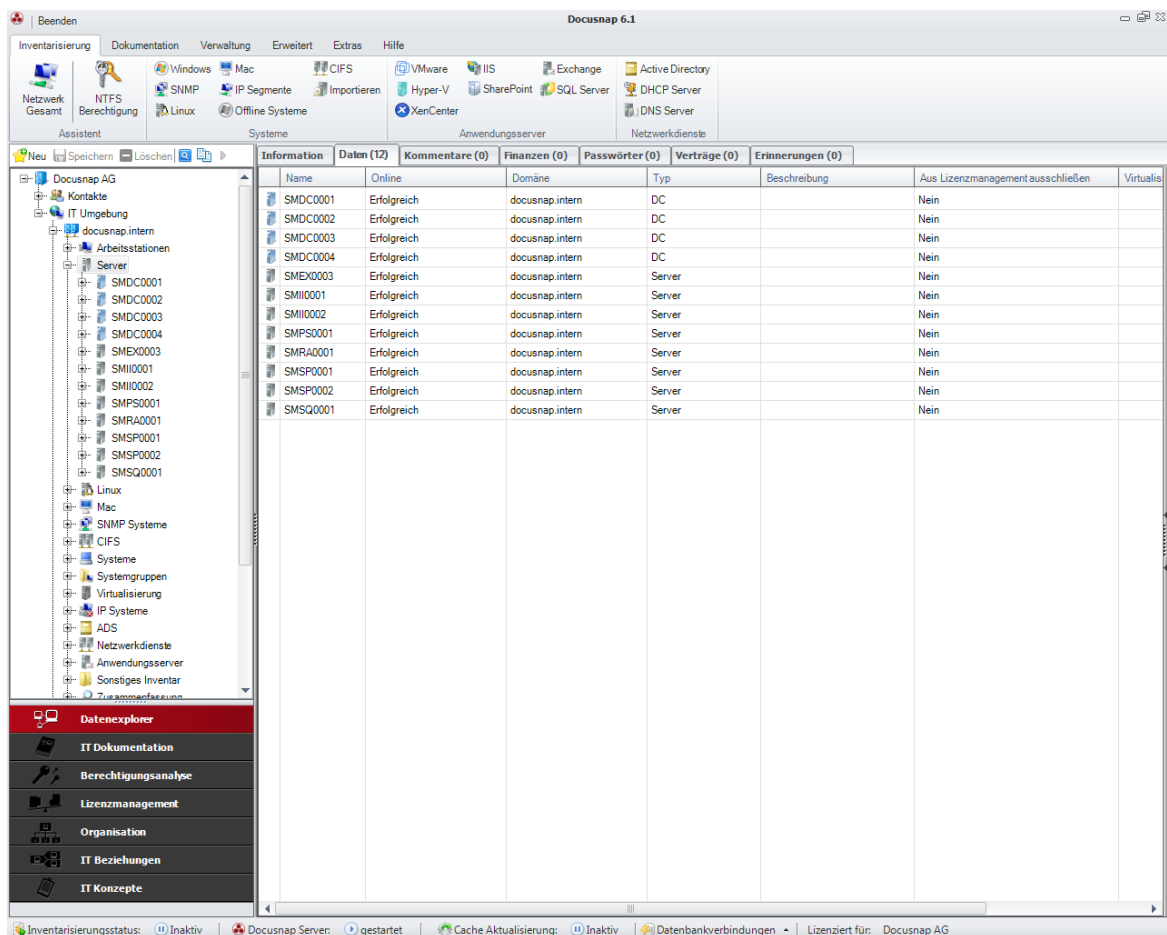 Beenden Docusnap 6.1
Inventarisierung Dokumentation Verwaltung Erweitert Extras Hilfe
Netzwerk Gesamt
NTFS Berechtigung
Assistent
Windows Mac CIFS
SNMP IP Segmente Importieren
Linux Offline Systeme
Systeme
VMware IIS Exchange
Hyper-V SharePoint SQL Server
XenCenter
Anwendungsserver
Active Directory
DHCP Server
DNS Server
Netzwerkdienste
Neu Speichern Löschen
Docusnap AG
Kontakte
IT Umgebung
docusnap.intern
Arbeitsstationen
Server
SMDC0001
SMDC0002
SMDC0003
SMDC0004
SMEX0003
SMII0001
SMII0002
SMPS0001
SMRA0001
SMSP0001
SMSP0002
SMSQ0001
Linux
Mac
SNMP Systeme
CIFS
Systeme
Systemgruppen
Virtualisierung
IP Systeme
ADS
Netzwerkdienste
Anwendungsserver
Sonstiges Inventar
Zusammenfassung
Datenexplorer
IT Dokumentation
Berechtigungsanalyse
Lizenzmanagement
Organisation
IT Beziehungen
IT Konzepte
Information Daten (12) Kommentare (0) Finanzen (0) Passwörter (0) Verträge (0) Erinnerungen (0)
Name Online Domäne Typ Beschreibung Aus Lizenzmanagement ausschließen Virtualis
SMDC0001 Erfolgreich docusnap.intern DC Nein
SMDC0002 Erfolgreich docusnap.intern DC Nein
SMDC0003 Erfolgreich docusnap.intern DC Nein
SMDC0004 Erfolgreich docusnap.intern DC Nein
SMEX0003 Erfolgreich docusnap.intern Server Nein
SMII0001 Erfolgreich docusnap.intern Server Nein
SMII0002 Erfolgreich docusnap.intern Server Nein
SMPS0001 Erfolgreich docusnap.intern Server Nein
SMRA0001 Erfolgreich docusnap.intern Server Nein
SMSP0001 Erfolgreich docusnap.intern Server Nein
SMSP0002 Erfolgreich docusnap.intern Server Nein
SMSQ0001 Erfolgreich docusnap.intern Server Nein
Inventarisierungsstatus: Inaktiv Docusnap Server: gestartet Cache Aktualisierung: Inaktiv Datenbankverbindungen Lizenziert für: Docusnap AG